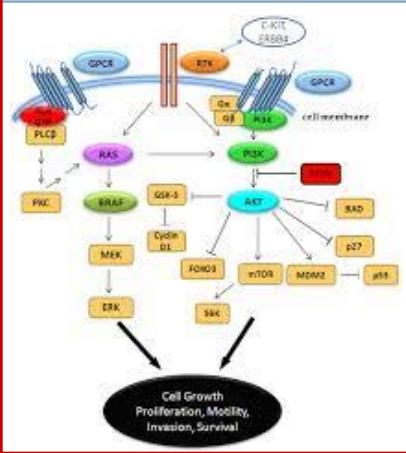 C-KIT,
ERBB4
GPCR
RTK
GPCR
Gα
Gβ
PI3K
cell membrane
PLCβ
RAS
PI3K
PKC
GSK-3
AKT
BAD
BRAF
Cyclin
D1
p27
MEK
FOXO3
mTOR
MDM2
p53
ERK
S6K
Cell Growth
Proliferation, Motility,
Invasion, Survival